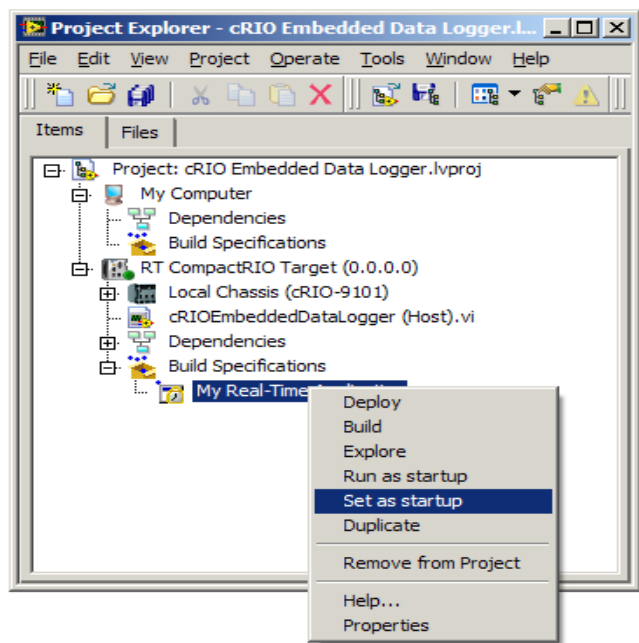 Project Explorer - cRIO Embedded Data Logger.l...
File Edit View Project Operate Tools Window Help
Items Files
Project: cRIO Embedded Data Logger.lvproj
My Computer
Dependencies
Build Specifications
RT CompactRIO Target (0.0.0.0)
Local Chassis (cRIO-9101)
cRIOEmbeddedDataLogger (Host).vi
Dependencies
Build Specifications
My Real-Time
Deploy
Build
Explore
Run as startup
Set as startup
Duplicate
Remove from Project
Help...
Properties